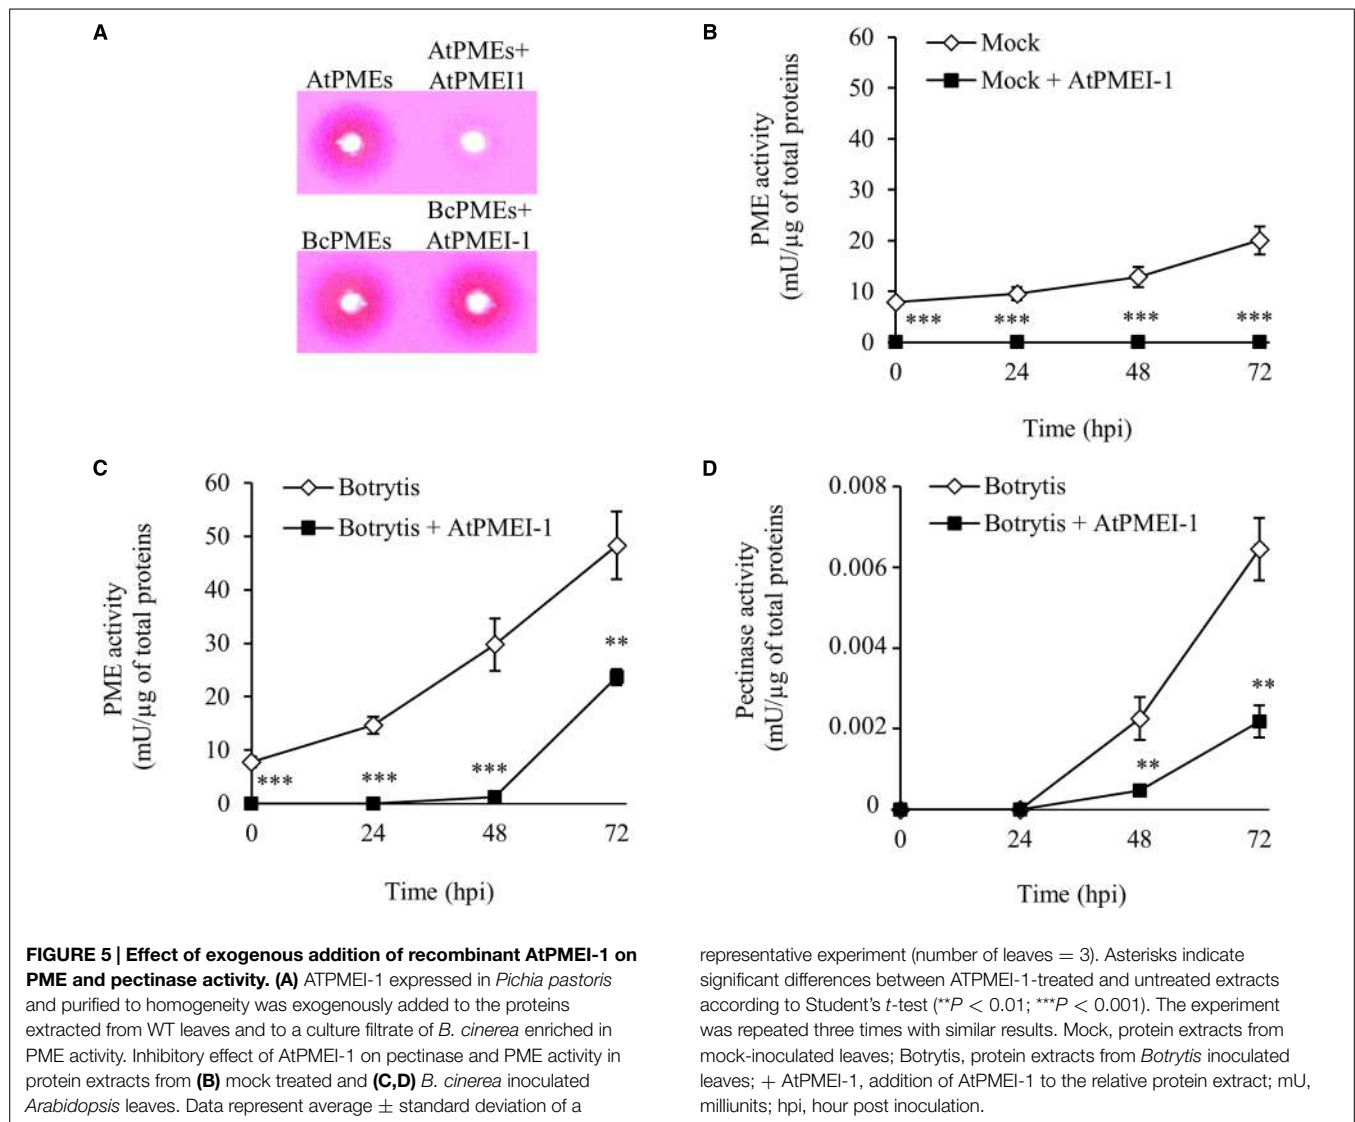 A
AtPMEs
AtPMEs+
AtPMEI1
BcPMEs
BcPMEs+
AtPMEI-1
B
Mock
Mock + AtPMEI-1
PME activity
(mU/µg of total proteins
60
50
40
30
20
10
0
*** *** *** ***
0 24 48 72
Time (hpi)
C
Botrytis
Botrytis + AtPMEI-1
PME activity
(mU/µg of total proteins
60
50
40
30
20
10
0
*** *** *** **
0 24 48 72
Time (hpi)
D
Botrytis
Botrytis + AtPMEI-1
Pectinase activity
(mU/µg of total proteins
0.008
0.006
0.004
0.002
0
** **
0 24 48 72
Time (hpi)
FIGURE 5 | Effect of exogenous addition of recombinant AtPMEI-1 on
PME and pectinase activity. (A) ATPMEI-1 expressed in Pichia pastoris
and purified to homogeneity was exogenously added to the proteins
extracted from WT leaves and to a culture filtrate of B. cinerea enriched in
PME activity. Inhibitory effect of AtPMEI-1 on pectinase and PME activity in
protein extracts from (B) mock treated and (C,D) B. cinerea inoculated
Arabidopsis leaves. Data represent average ± standard deviation of a
representative experiment (number of leaves = 3). Asterisks indicate
significant differences between ATPMEI-1-treated and untreated extracts
according to Student's t-test (**P < 0.01; ***P < 0.001). The experiment
was repeated three times with similar results. Mock, protein extracts from
mock-inoculated leaves; Botrytis, protein extracts from Botrytis inoculated
leaves; + AtPMEI-1, addition of AtPMEI-1 to the relative protein extract; mU,
milliunits; hpi, hour post inoculation.